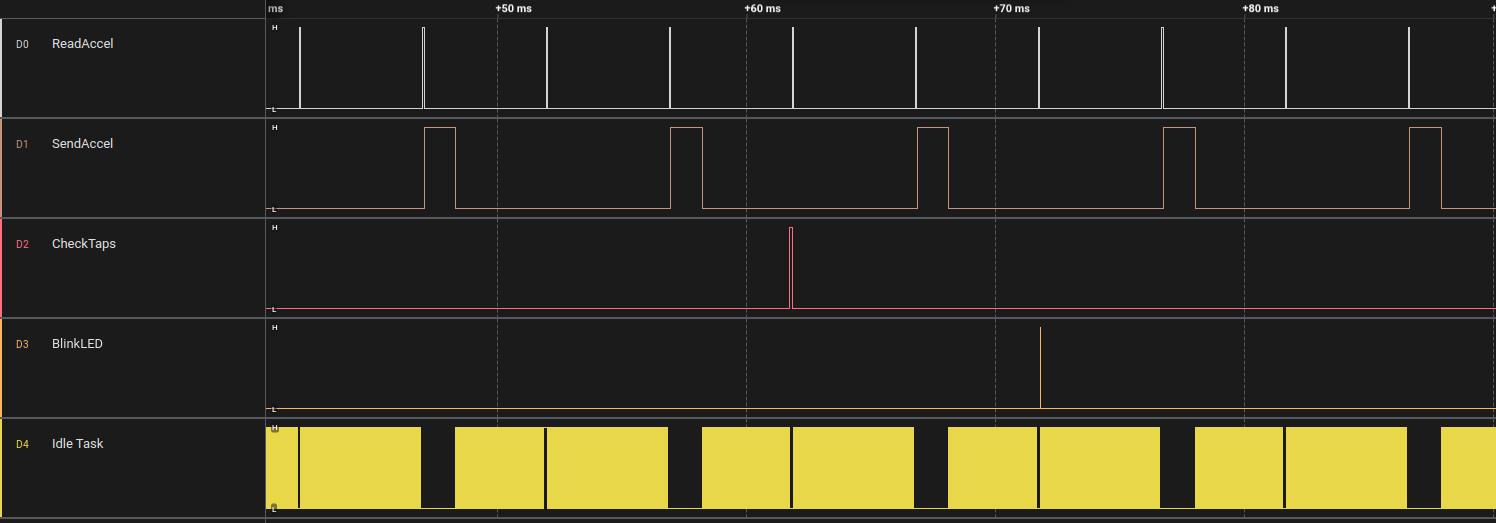 ms +50 ms +60 ms +70 ms +80 ms +
H
D0 ReadAccel
L
H
D1 SendAccel
L
H
D2 CheckTaps
L
H
D3 BlinkLED
L
H
D4 Idle Task
L